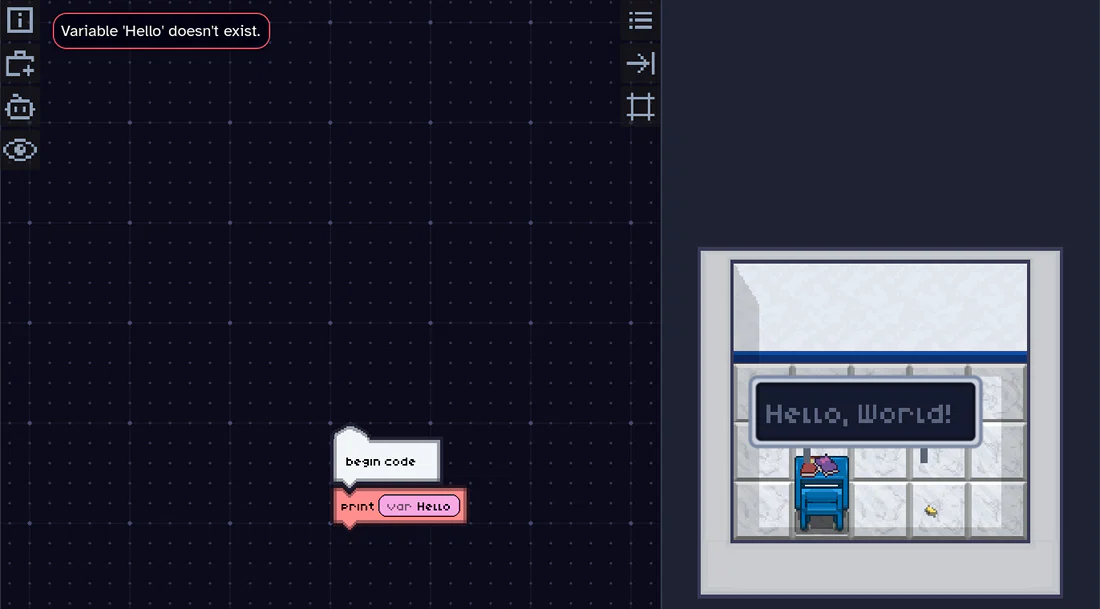 Variable 'Hello' doesn't exist.
Hello, World!
begin code
print var Hello